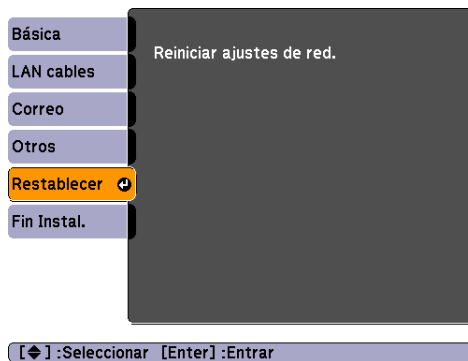 Básica
LAN cables
Correo
Otros
Restablecer
Fin Instal.
Reiniciar ajustes de red.
[◆] :Seleccionar [Enter] :Entrar